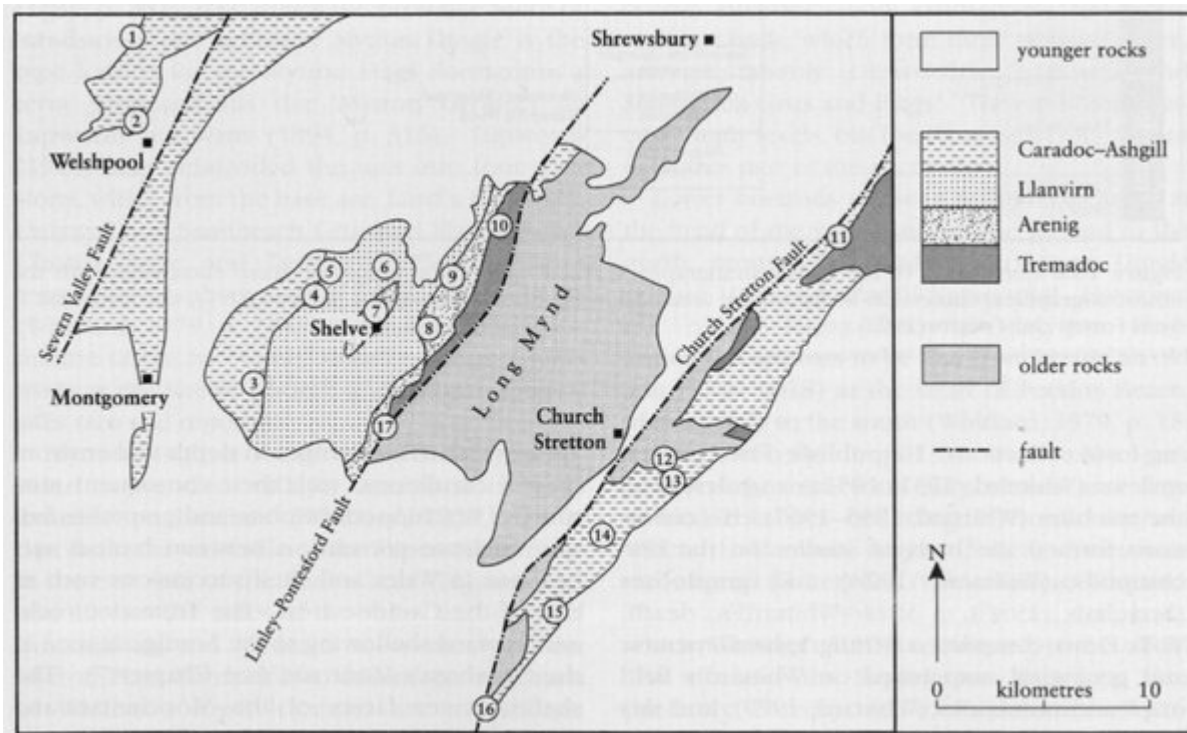 1
Shrewsbury
2
Welshpool
younger rocks
Caradoc–Ashgill
Llanvirn
Arenig
Tremadoc
older rocks
fault
10
11
Severn Valley Fault
5
6
9
4
7
Shelve
8
Long Mynd
Church Stretton Fault
3
Montgomery
17
Church
Stretton
12
13
14
Linley–Pontesford Fault
15
16
N
0
kilometres
10